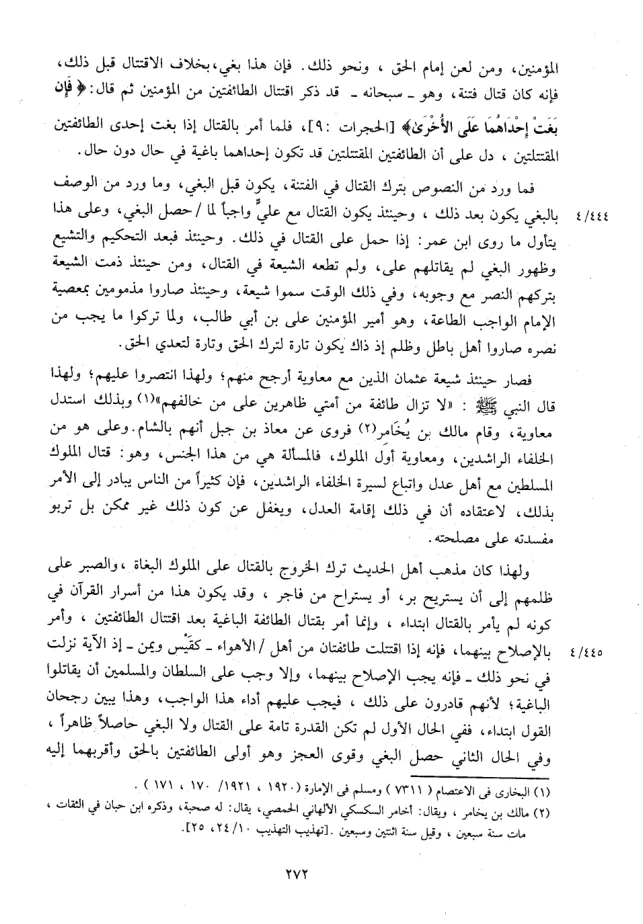 المؤمنين، ومن لعن إمام الحق ، ونحو ذلك. فإن هذا بغي،بخلاف الاقتتال قبل ذلك،
فإنه كان قتال فتنة، وهو ـ سبحانه ـ قد ذكر اقتتال الطائفتين من المؤمنين ثم قال:﴿ فَإِن
بَغَتْ إِحْدَاهُمَا عَلَى الأُخْرَىٰ﴾ [الحجرات :٩]، فلما أمر بالقتال إذا بغت إحدى الطائفتين
المقتتلتين ، دل على أن الطائفتين المقتتلتين قد تكون إحداهما باغية في حال دون حال.
فما ورد من النصوص بترك القتال في الفتنة، يكون قبل البغي، وما ورد من الوصف
٤/٤٤٤ بالبغي يكون بعد ذلك ، وحينئذ يكون القتال مع عليٍّ واجباً لما /حصل البغي، وعلى هذا
يتأول ما روى ابن عمر: إذا حمل على القتال في ذلك. وحينئذ فبعد التحكيم والتشيع
وظهور البغي لم يقاتلهم على، ولم تطعه الشيعة في القتال، ومن حينئذ ذمت الشيعة
بتركهم النصر مع وجوبه، وفي ذلك الوقت سموا شيعة، وحينئذ صاروا مذمومين بمعصية
الإمام الواجب الطاعة، وهو أمير المؤمنين على بن أبي طالب، ولما تركوا ما يجب من
نصره صاروا أهل باطل وظلم إذ ذاك يكون تارة لترك الحق وتارة لتعدي الحق.
فصار حينئذ شيعة عثمان الذين مع معاوية أرجح منهم؛ ولهذا انتصروا عليهم؛ ولهذا
قال النبي ﷺ : «لا تزال طائفة من أمتي ظاهرين على من خالفهم»(١) وبذلك استدل
معاوية، وقام مالك بن يُخَامر(٢) فروى عن معاذ بن جبل أنهم بالشام.وعلى هو من
الخلفاء الراشدين، ومعاوية أول الملوك، فالمسألة هي من هذا الجنس، وهو: قتال الملوك
المسلطين مع أهل عدل واتباع لسيرة الخلفاء الراشدين، فإن كثيراً من الناس يبادر إلى الأمر
بذلك، لاعتقاده أن في ذلك إقامة العدل، ويغفل عن كون ذلك غير ممكن بل تربو
مفسدته على مصلحته.
ولهذا كان مذهب أهل الحديث ترك الخروج بالقتال على الملوك البغاة ،والصبر على
ظلمهم إلى أن يستريح بر، أو يستراح من فاجر ، وقد يكون هذا من أسرار القرآن في
كونه لم يأمر بالقتال ابتداء ، وإنما أمر بقتال الطائفة الباغية بعد اقتتال الطائفتين ، وأمر
٤/٤٤٥ بالإصلاح بينهما، فإنه إذا اقتتلت طائفتان من أهل /الأهواء ـ كقَيْس ويمن ـ إذ الآية نزلت
في نحو ذلك ـ فإنه يجب الإصلاح بينهما، وإلا وجب على السلطان والمسلمين أن يقاتلوا
الباغية؛ لأنهم قادرون على ذلك ، فيجب عليهم أداء هذا الواجب، وهذا يبين رجحان
القول ابتداء، ففي الحال الأول لم تكن القدرة تامة على القتال ولا البغي حاصلاً ظاهراً ،
وفي الحال الثاني حصل البغي وقوى العجز وهو أولى الطائفتين بالحق وأقربهما إليه
(١) البخارى فى الاعتصام ( ٧٣١١ ) ومسلم فى الإمارة (١٩٢٠ ، ١٩٢١/ ١٧٠ ، ١٧١ ) .
(٢) مالك بن يخامر ، ويقال: أخامر السكسكي الألهاني الحمصي، يقال: له صحبة، وذكره ابن حبان في الثقات ،
مات سنة سبعين ، وقيل سنة اثنتين وسبعين .[تهذيب التهذيب ٢٤/١٠، ٢٥].
٢٧٢